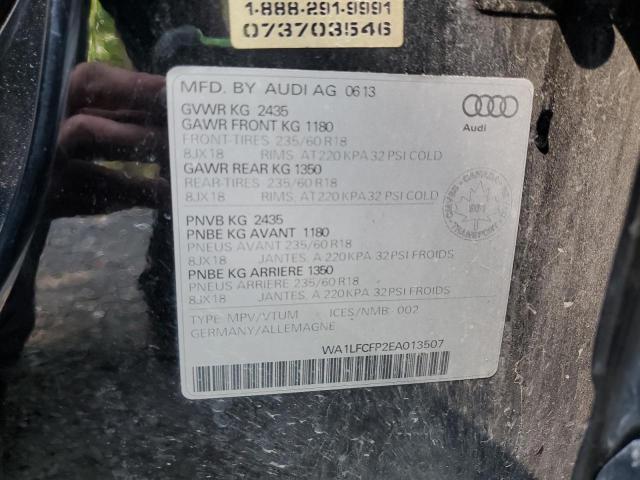 1-888-291-9991
073703546
MFD. BY AUDI AG 0613
Audi
GVWR KG 2435
GAWR FRONT KG 1180
FRONT-TIRES 235/60 R18
8JX18 RIMS, AT 220 KPA 32 PSI COLD
GAWR REAR KG 1350
REAR-TIRES 235/60 R18
8JX18 RIMS, AT 220 KPA 32 PSI COLD
PNVB KG 2435
PNBE KG AVANT 1180
PNEUS AVANT 235/60 R18
8JX18 JANTES, A 220 KPA 32 PSI FROIDS
PNBE KG ARRIERE 1350
PNEUS ARRIERE 235/60 R18
8JX18 JANTES, A 220 KPA 32 PSI FROIDS
TYPE: MPV/VTUM ICES/NMB- 002
GERMANY/ALLEMAGNE
WA1LFCFP2EA013507